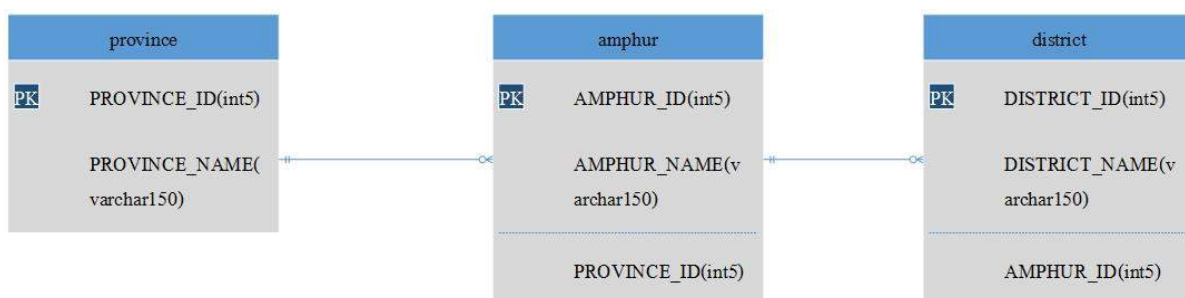 province
PK PROVINCE_ID(int5)
PROVINCE_NAME(
varchar150)
amphur
PK AMPHUR_ID(int5)
AMPHUR_NAME(v
archar150)
PROVINCE_ID(int5)
district
PK DISTRICT_ID(int5)
DISTRICT_NAME(v
archar150)
AMPHUR_ID(int5)